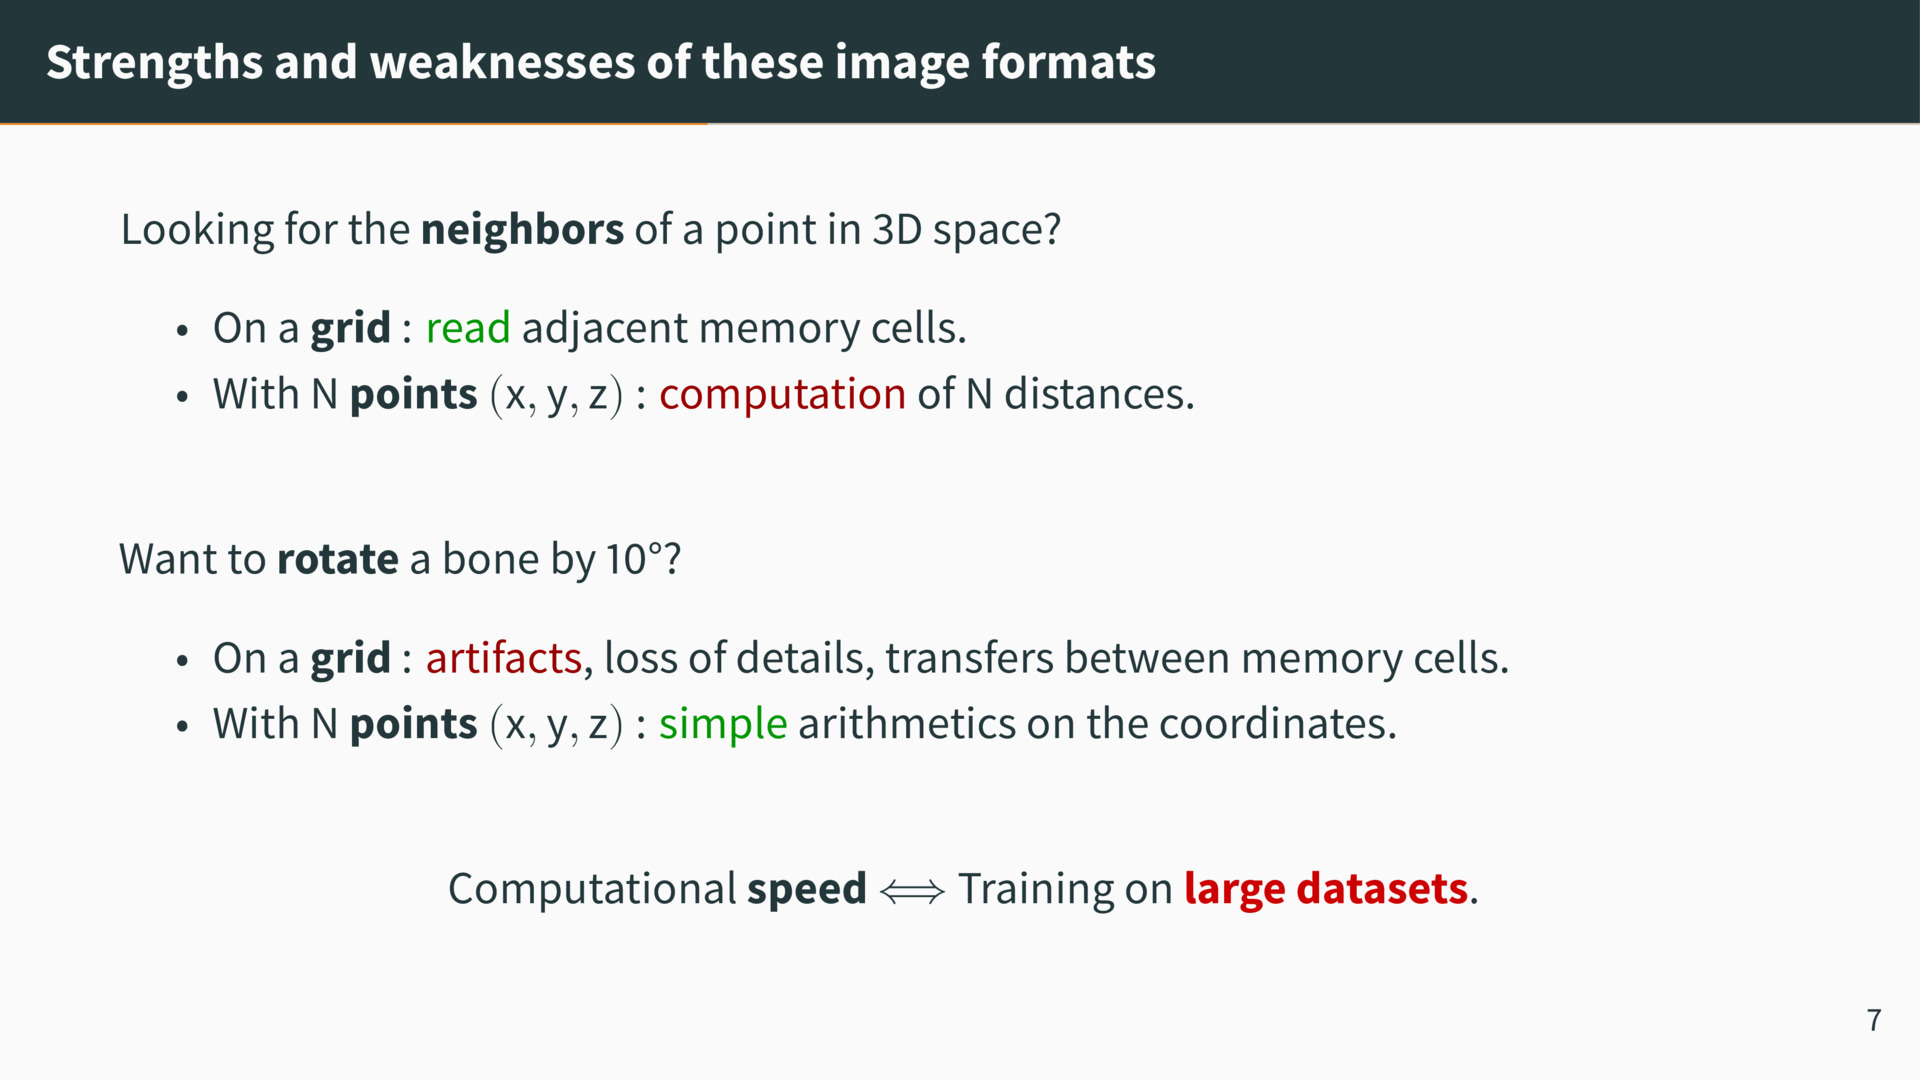 Strengths and weaknesses of these image formats
Looking for the neighbors of a point in 3D space?
• On a grid : read adjacent memory cells.
• With N points (x, y, z) : computation of N distances.
Want to rotate a bone by 10°?
• On a grid : artifacts, loss of details, transfers between memory cells.
• With N points (x, y, z) : simple arithmetics on the coordinates.
Computational speed ⟺ Training on large datasets.
7